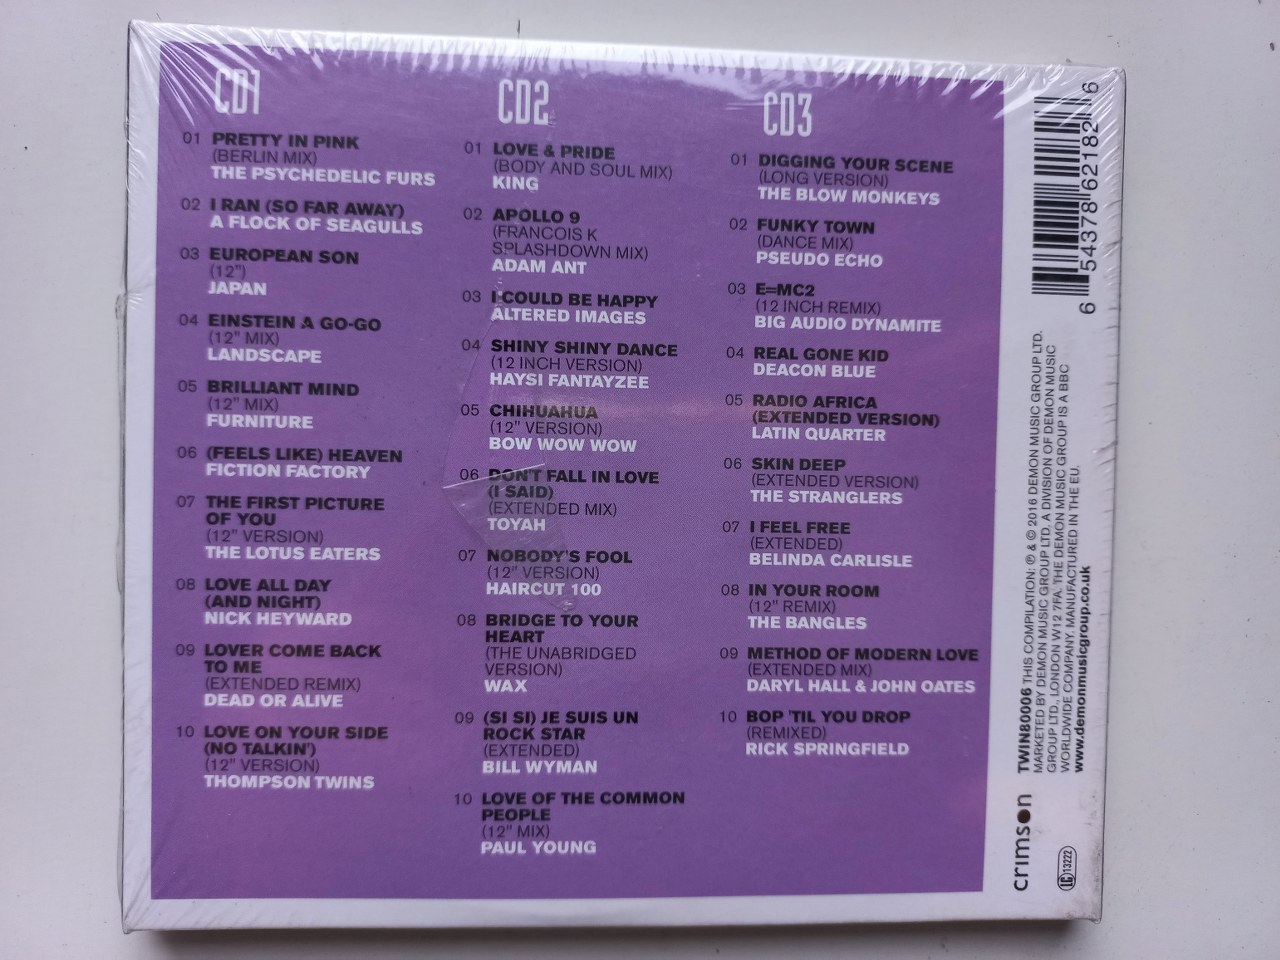 CD1
01 PRETTY IN PINK
(BERLIN MIX)
THE PSYCHEDELIC FURS
02 I RAN (SO FAR AWAY)
A FLOCK OF SEAGULLS
03 EUROPEAN SON
(12")
JAPAN
04 EINSTEIN A GO-GO
(12" MIX)
LANDSCAPE
05 BRILLIANT MIND
(12" MIX)
FURNITURE
06 (FEELS LIKE) HEAVEN
FICTION FACTORY
07 THE FIRST PICTURE
OF YOU
(12" VERSION)
THE LOTUS EATERS
08 LOVE ALL DAY
(AND NIGHT)
NICK HEYWARD
09 LOVER COME BACK
TO ME
(EXTENDED REMIX)
DEAD OR ALIVE
10 LOVE ON YOUR SIDE
(NO TALKIN')
(12" VERSION)
THOMPSON TWINS
CD2
01 LOVE & PRIDE
(BODY AND SOUL MIX)
KING
02 APOLLO 9
(FRANCOIS K
SPLASHDOWN MIX)
ADAM ANT
03 I COULD BE HAPPY
ALTERED IMAGES
04 SHINY SHINY DANCE
(12 INCH VERSION)
HAYSI FANTAYZEE
05 CHIHUAHUA
(12" VERSION)
BOW WOW WOW
06 DON'T FALL IN LOVE
(I SAID)
(EXTENDED MIX)
TOYAH
07 NOBODY'S FOOL
(12" VERSION)
HAIRCUT 100
08 BRIDGE TO YOUR
HEART
(THE UNABRIDGED
VERSION)
WAX
09 (SI SI) JE SUIS UN
ROCK STAR
(EXTENDED)
BILL WYMAN
10 LOVE OF THE COMMON
PEOPLE
(12" MIX)
PAUL YOUNG
CD3
01 DIGGING YOUR SCENE
(LONG VERSION)
THE BLOW MONKEYS
02 FUNKY TOWN
(DANCE MIX)
PSEUDO ECHO
03 E=MC2
(12 INCH REMIX)
BIG AUDIO DYNAMITE
04 REAL GONE KID
DEACON BLUE
05 RADIO AFRICA
(EXTENDED VERSION)
LATIN QUARTER
06 SKIN DEEP
(EXTENDED VERSION)
THE STRANGLERS
07 I FEEL FREE
(EXTENDED)
BELINDA CARLISLE
08 IN YOUR ROOM
(12" REMIX)
THE BANGLES
09 METHOD OF MODERN LOVE
(EXTENDED MIX)
DARYL HALL & JOHN OATES
10 BOP 'TIL YOU DROP
(REMIXED)
RICK SPRINGFIELD
6 54378 62182 6
TWIN80006 THIS COMPILATION: ℗ & © 2016 DEMON MUSIC GROUP LTD.
MARKETED BY DEMON MUSIC GROUP LTD, A DIVISION OF DEMON MUSIC
GROUP LTD., LONDON W12 7FA. THE DEMON MUSIC GROUP IS A BBC
WORLDWIDE COMPANY. MANUFACTURED IN THE EU.
www.demonmusicgroup.co.uk
crimson
IC 13222